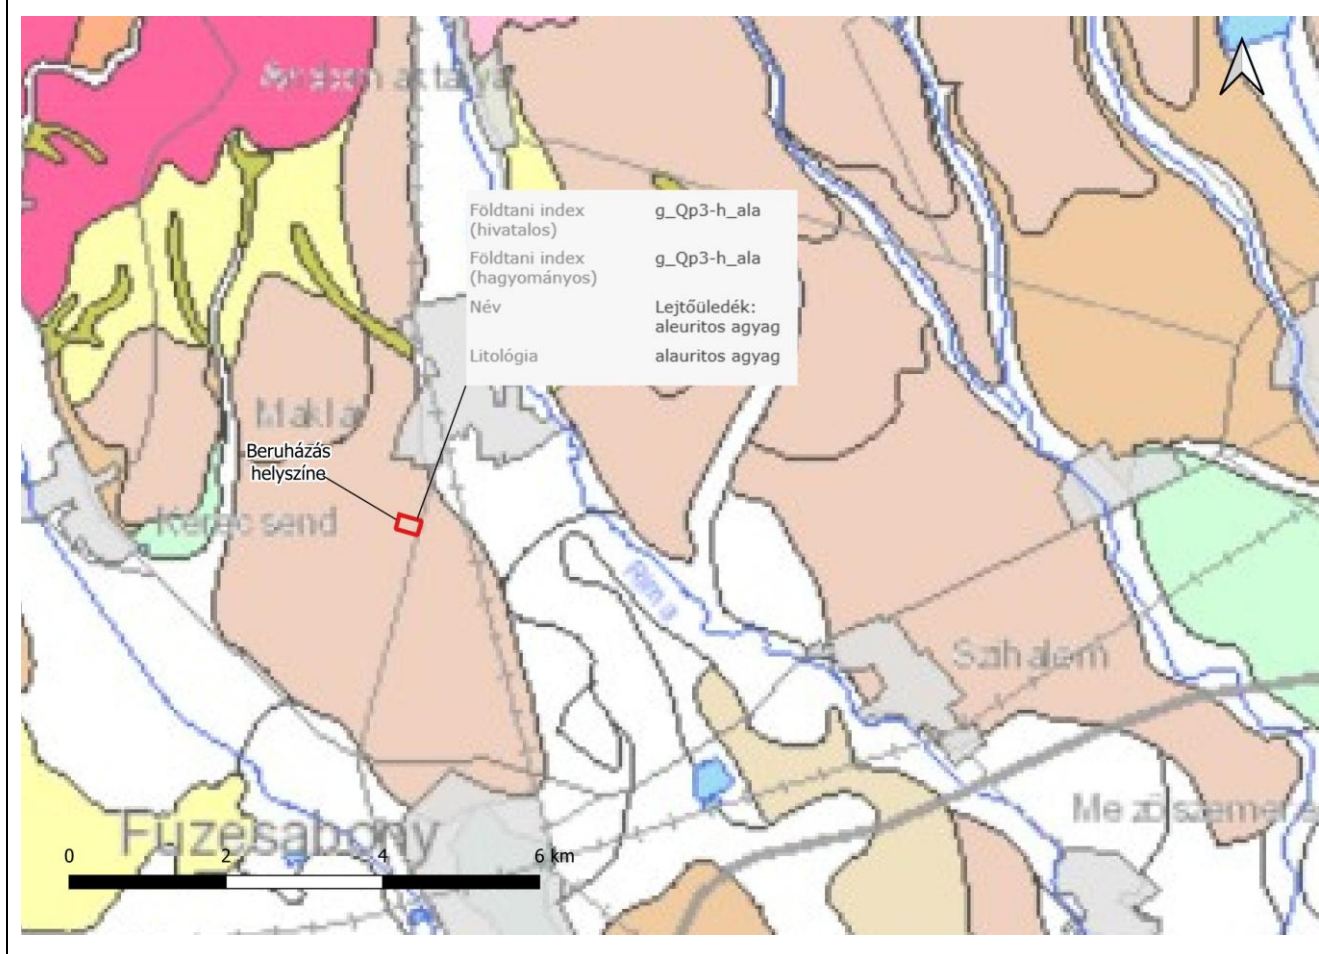 Földtani index g_Qp3-h_ala
(hivatalos)
Földtani index g_Qp3-h_ala
(hagyományos)
Név Lejtőüledék:
aleuritos agyag
Litológia alauritos agyag
Beruházás
helyszíne
Kerecsend
Rima
Szihalom
Füzesabony
0 2 4 6 km